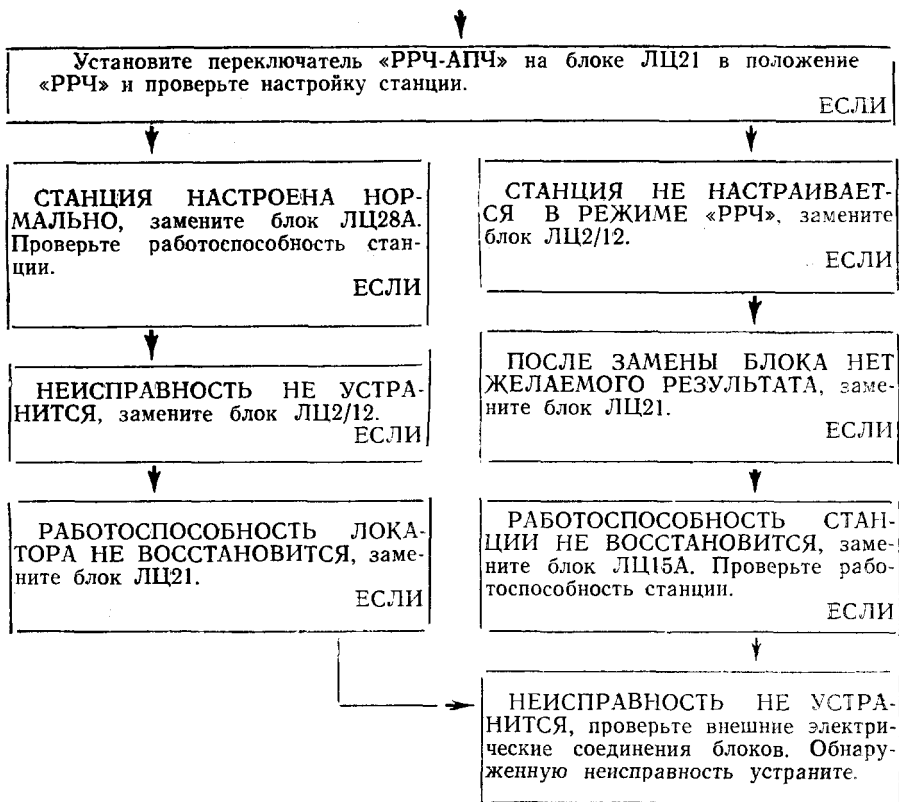 Установите переключатель «РРЧ-АПЧ» на блоке ЛЦ21 в положение
«РРЧ» и проверьте настройку станции.
ЕСЛИ
СТАНЦИЯ НАСТРОЕНА НОР-
МАЛЬНО, замените блок ЛЦ28А.
Проверьте работоспособность стан-
ции.
ЕСЛИ
НЕИСПРАВНОСТЬ НЕ УСТРА-
НИТСЯ, замените блок ЛЦ2/12.
ЕСЛИ
РАБОТОСПОСОБНОСТЬ ЛОКА-
ТОРА НЕ ВОССТАНОВИТСЯ, заме-
ните блок ЛЦ21.
ЕСЛИ
СТАНЦИЯ НЕ НАСТРАИВАЕТ-
СЯ В РЕЖИМЕ «РРЧ», замените
блок ЛЦ2/12.
ЕСЛИ
ПОСЛЕ ЗАМЕНЫ БЛОКА НЕТ
ЖЕЛАЕМОГО РЕЗУЛЬТАТА, заме-
ните блок ЛЦ21.
ЕСЛИ
РАБОТОСПОСОБНОСТЬ СТАН-
ЦИИ НЕ ВОССТАНОВИТСЯ, заме-
ните блок ЛЦ15А. Проверьте рабо-
тоспособность станции.
ЕСЛИ
НЕИСПРАВНОСТЬ НЕ УСТРА-
НИТСЯ, проверьте внешние электри-
ческие соединения блоков. Обнару-
женную неисправность устраните.